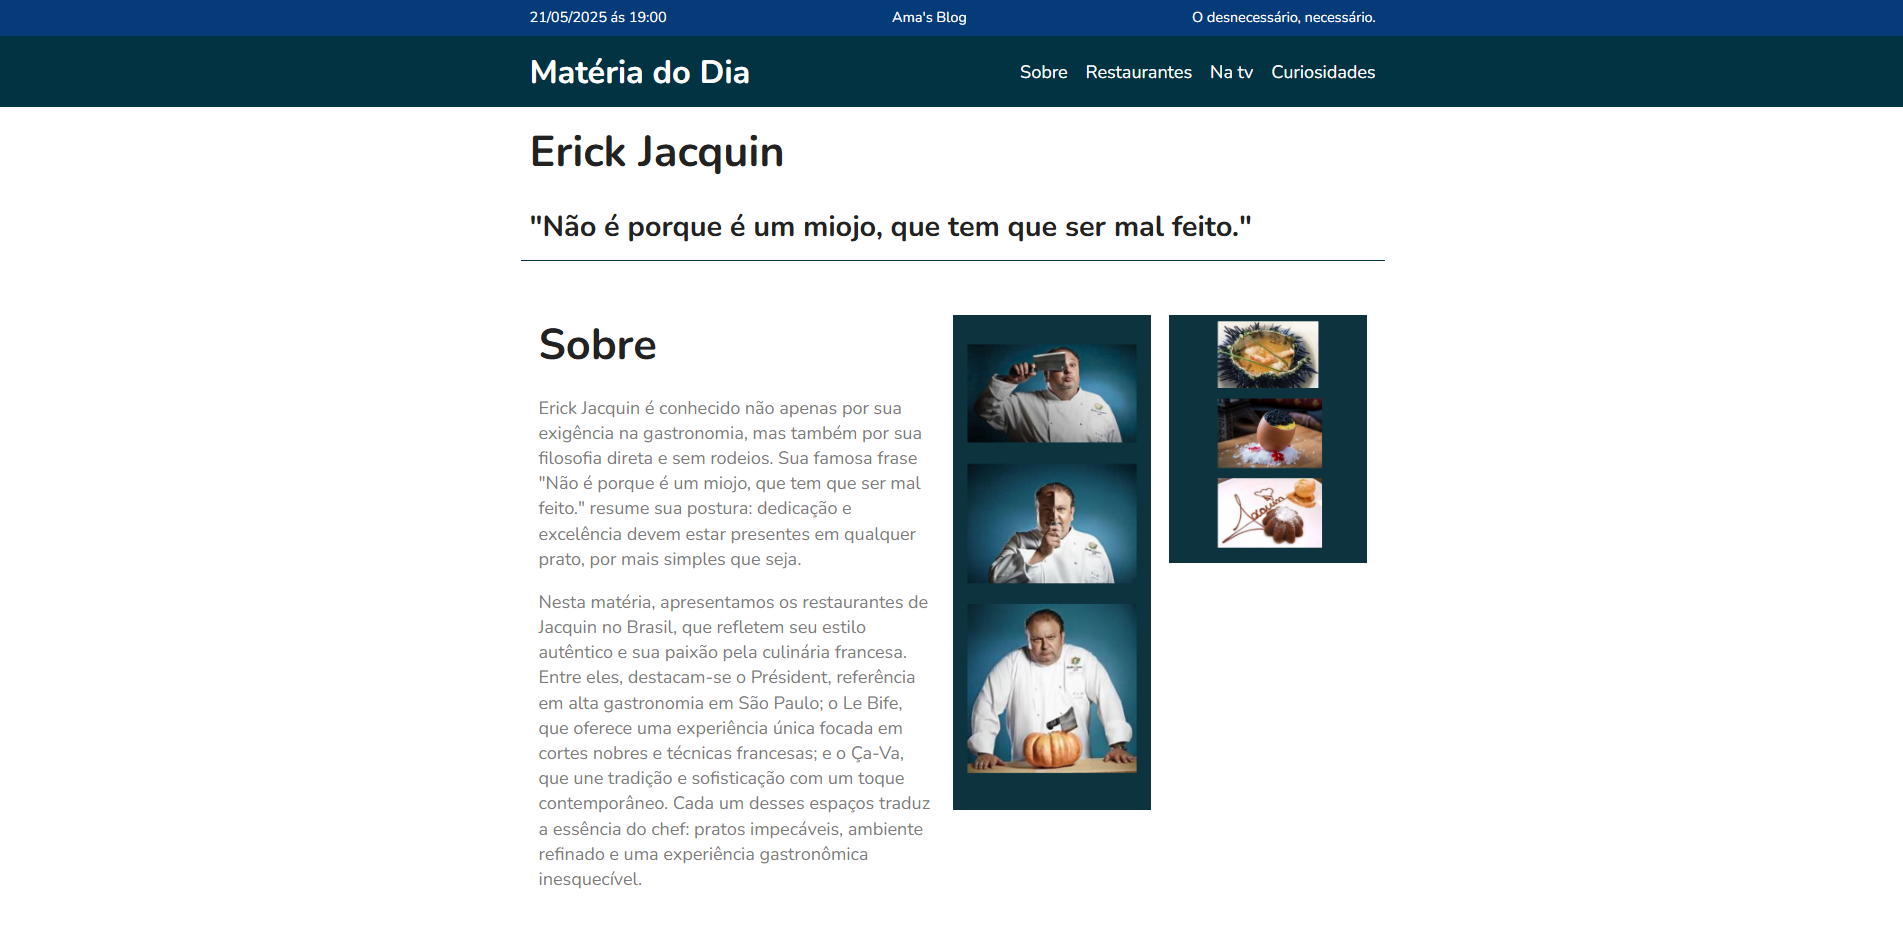 21/05/2025 ás 19:00
Ama's Blog
O desnecessário, necessário.
Matéria do Dia
Sobre
Restaurantes
Na tv
Curiosidades
Erick Jacquin
"Não é porque é um miojo, que tem que ser mal feito."
Sobre
Erick Jacquin é conhecido não apenas por sua
exigência na gastronomia, mas também por sua
filosofia direta e sem rodeios. Sua famosa frase
"Não é porque é um miojo, que tem que ser mal
feito." resume sua postura: dedicação e
excelência devem estar presentes em qualquer
prato, por mais simples que seja.
Nesta matéria, apresentamos os restaurantes de
Jacquin no Brasil, que refletem seu estilo
autêntico e sua paixão pela culinária francesa.
Entre eles, destacam-se o Président, referência
em alta gastronomia em São Paulo; o Le Bife,
que oferece uma experiência única focada em
cortes nobres e técnicas francesas; e o Ça-Va,
que une tradição e sofisticação com um toque
contemporâneo. Cada um desses espaços traduz
a essência do chef: pratos impecáveis, ambiente
refinado e uma experiência gastronômica
inesquecível.